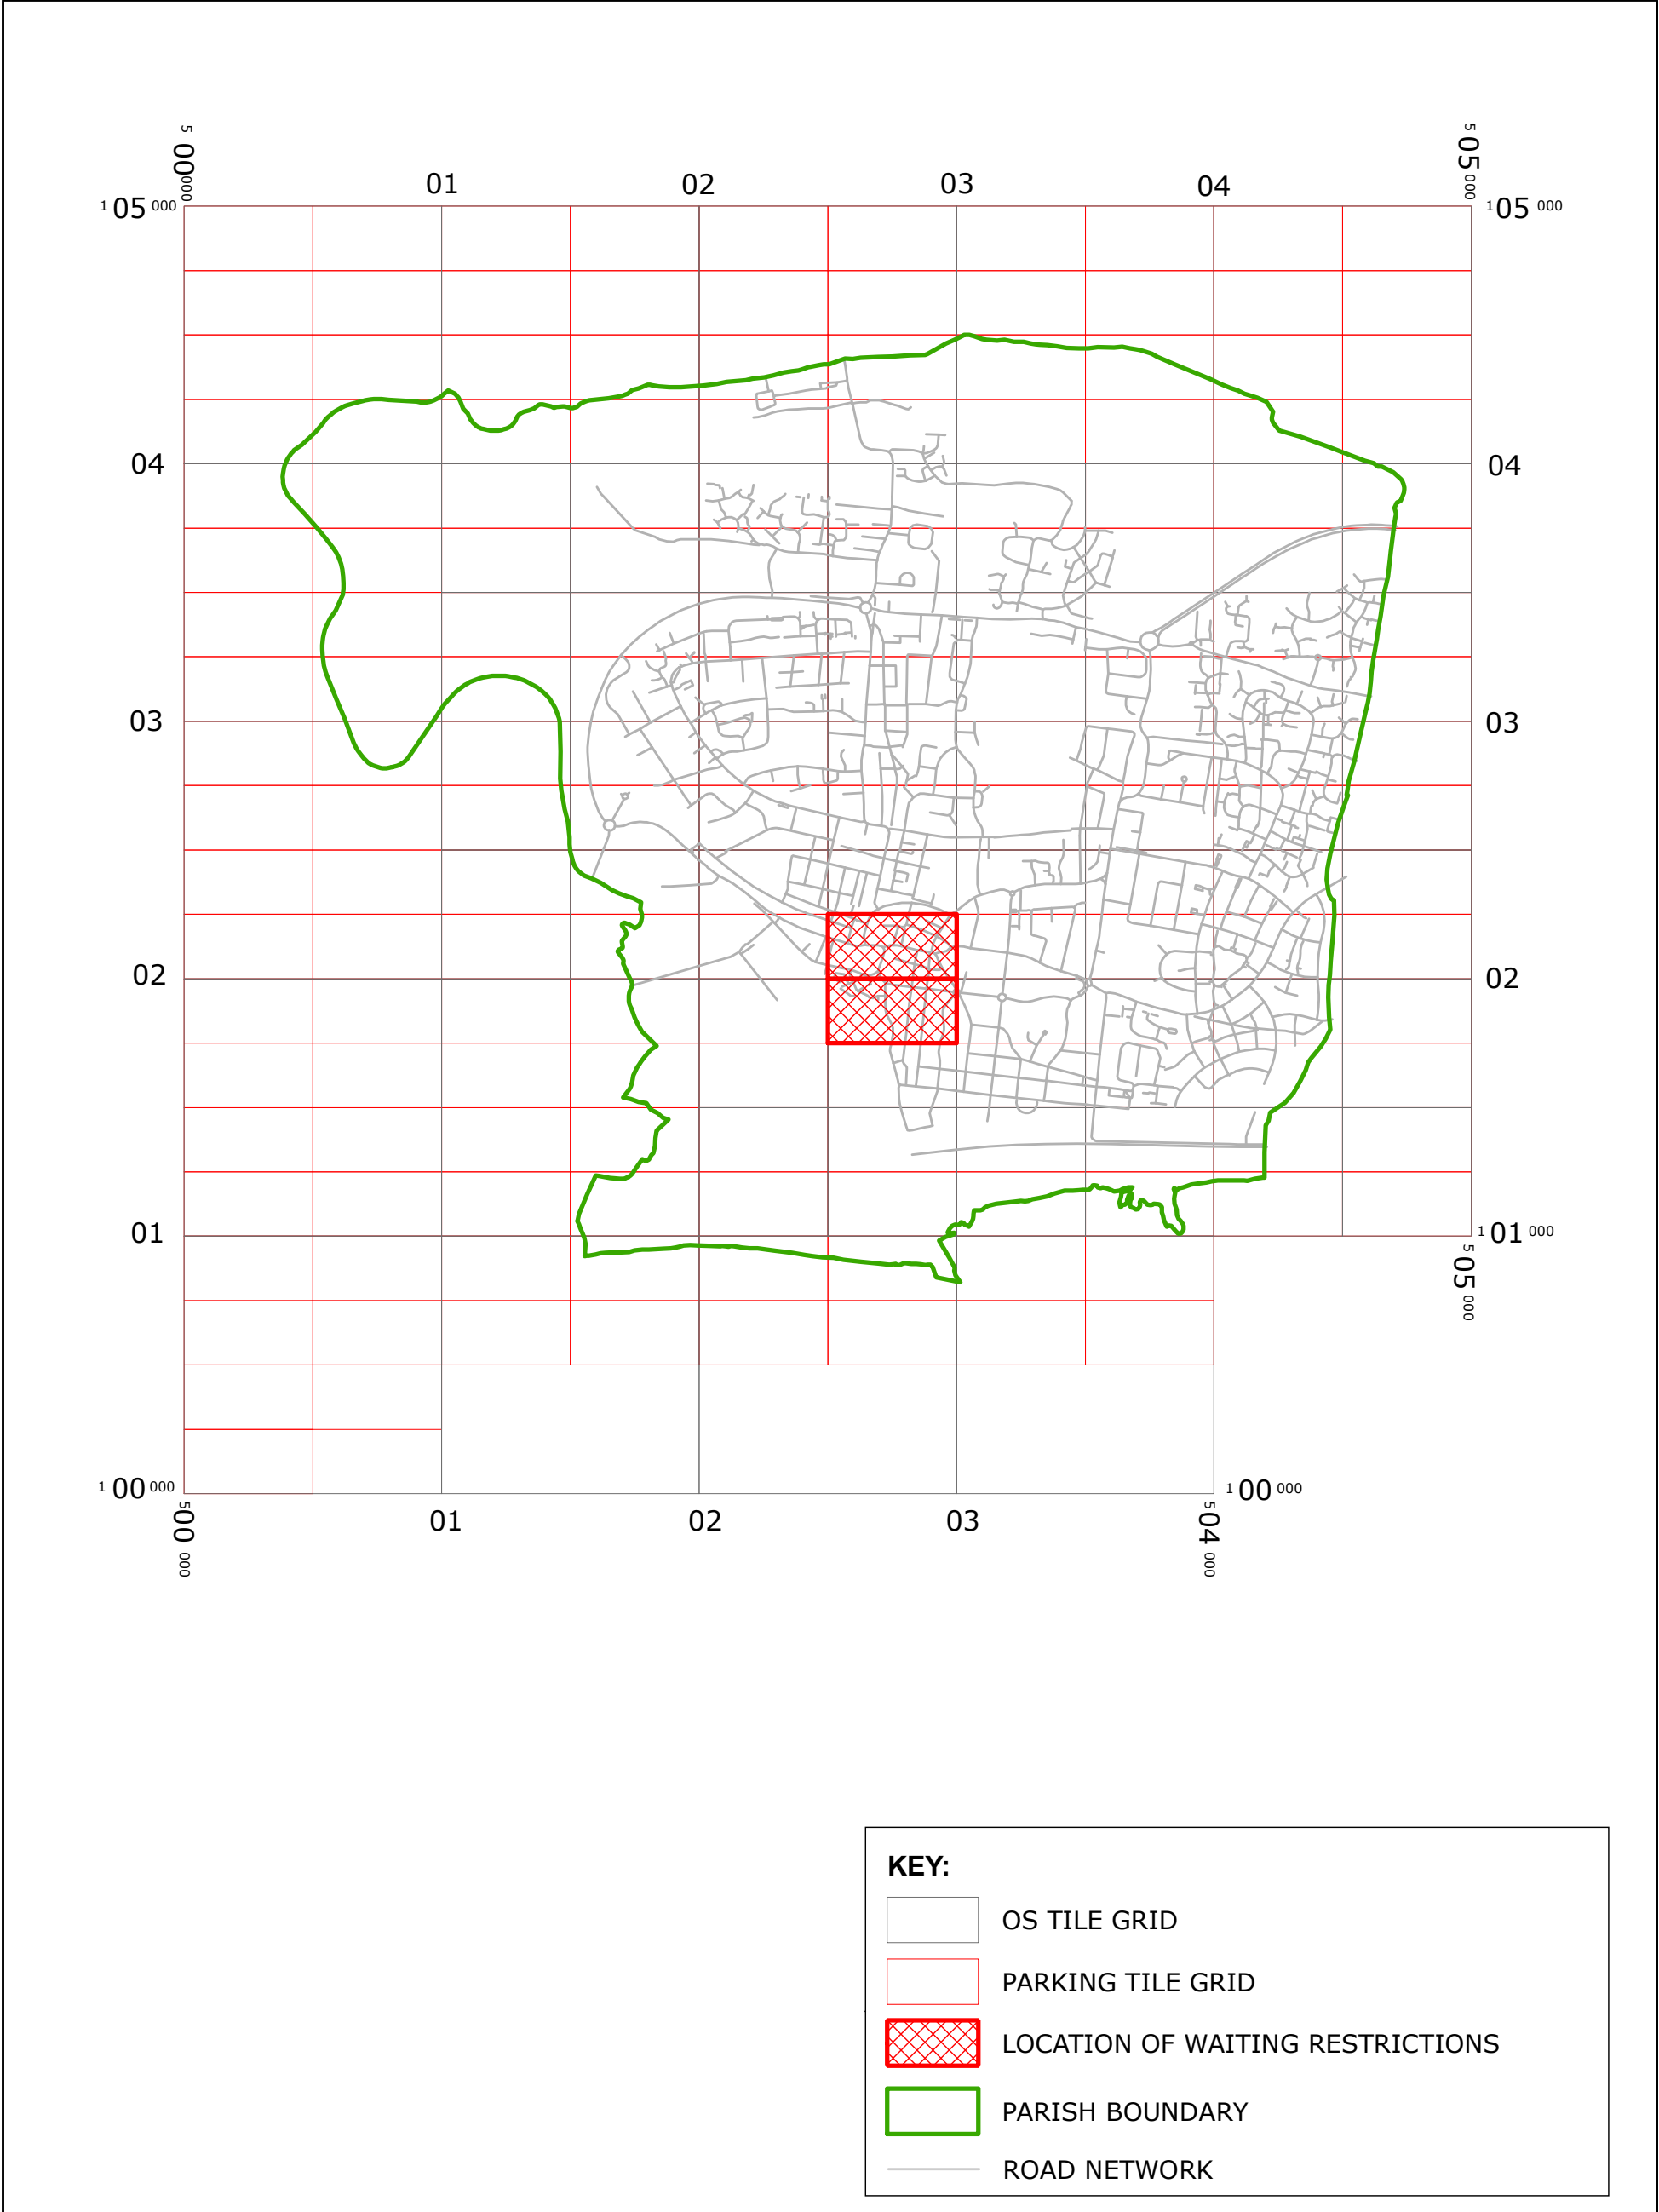 5 00 000
01
02
03
04
5 05 000
1 05 000
1 05 000
04
04
03
03
02
02
01
1 01 000
5 05 000
1 00 000
1 00 000
5 00 000
01
02
03
5 04 000
KEY:
OS TILE GRID
PARKING TILE GRID
LOCATION OF WAITING RESTRICTIONS
PARISH BOUNDARY
ROAD NETWORK